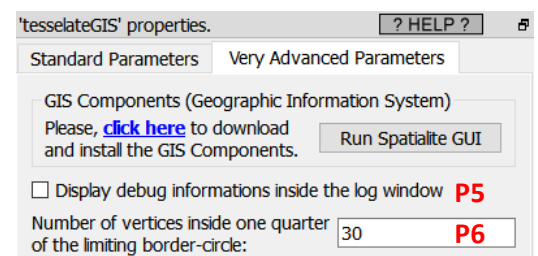 'tesselateGIS' properties. ? HELP ?
Standard Parameters Very Advanced Parameters
GIS Components (Geographic Information System)
Please, click here to download
and install the GIS Components. Run Spatialite GUI
Display debug informations inside the log window P5
Number of vertices inside one quarter
of the limiting border-circle: 30 P6